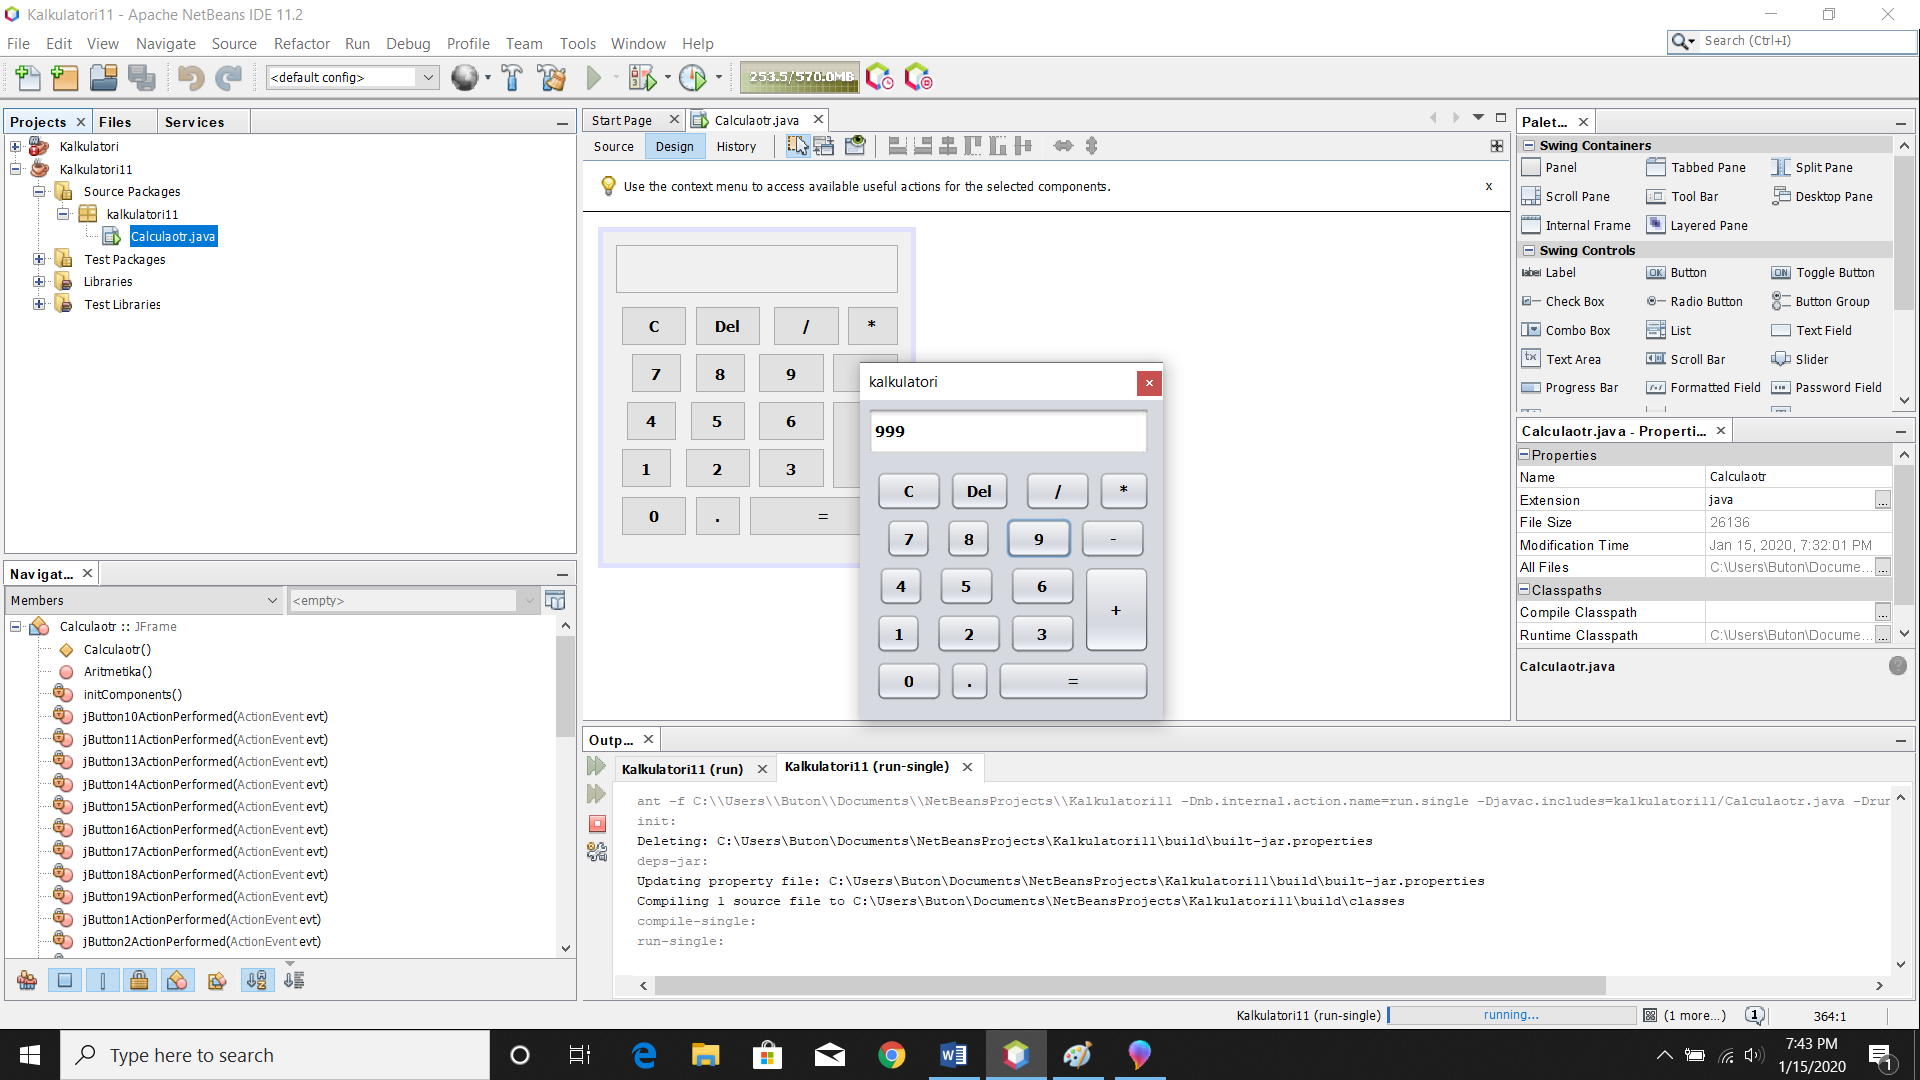 Kalkulatori11 - Apache NetBeans IDE 11.2
File Edit View Navigate Source Refactor Run Debug Profile Team Tools Window Help
Search (Ctrl+I)
<default config>
253.5/570.0MB
Projects Files Services
Kalkulatori
Kalkulatori11
Source Packages
kalkulatori11
Calculaotr.java
Test Packages
Libraries
Test Libraries
Navigat...
Members
<empty>
Calculaotr :: JFrame
Calculaotr()
Aritmetika()
initComponents()
jButton10ActionPerformed(ActionEvent evt)
jButton11ActionPerformed(ActionEvent evt)
jButton13ActionPerformed(ActionEvent evt)
jButton14ActionPerformed(ActionEvent evt)
jButton15ActionPerformed(ActionEvent evt)
jButton16ActionPerformed(ActionEvent evt)
jButton17ActionPerformed(ActionEvent evt)
jButton18ActionPerformed(ActionEvent evt)
jButton19ActionPerformed(ActionEvent evt)
jButton1ActionPerformed(ActionEvent evt)
jButton2ActionPerformed(ActionEvent evt)
Start Page Calculaotr.java
Source Design History
Use the context menu to access available useful actions for the selected components.
x
C Del / *
7 8 9
4 5 6
1 2 3
0 . =
kalkulatori
999
C Del / *
7 8 9 -
4 5 6 +
1 2 3
0 . =
Palet...
Swing Containers
Panel Tabbed Pane Split Pane
Scroll Pane Tool Bar Desktop Pane
Internal Frame Layered Pane
Swing Controls
label Label OK Button ON Toggle Button
Check Box Radio Button Button Group
Combo Box List Text Field
Text Area Scroll Bar Slider
Progress Bar Formatted Field Password Field
Calculaotr.java - Properti...
Properties
Name Calculaotr
Extension java ...
File Size 26136
Modification Time Jan 15, 2020, 7:32:01 PM
All Files C:\Users\Buton\Docume... ...
Classpaths
Compile Classpath ...
Runtime Classpath C:\Users\Buton\Docume... ...
Calculaotr.java
Outp...
Kalkulatori11 (run) Kalkulatori11 (run-single)
ant -f C:\\Users\\Buton\\Documents\\NetBeansProjects\\Kalkulatori11 -Dnb.internal.action.name=run.single -Djavac.includes=kalkulatori11/Calculaotr.java -Drun
init:
Deleting: C:\Users\Buton\Documents\NetBeansProjects\Kalkulatori11\build\built-jar.properties
deps-jar:
Updating property file: C:\Users\Buton\Documents\NetBeansProjects\Kalkulatori11\build\built-jar.properties
Compiling 1 source file to C:\Users\Buton\Documents\NetBeansProjects\Kalkulatori11\build\classes
compile-single:
run-single:
Kalkulatori11 (run-single) running... (1 more...) 1 364:1
Type here to search
7:43 PM
1/15/2020
1